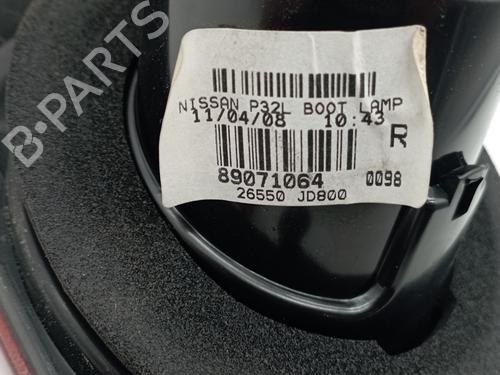 NISSAN P32L BOOT LAMP
11/04/08 10:43
R
89071064 0098
26550 JD800
B-PARTS